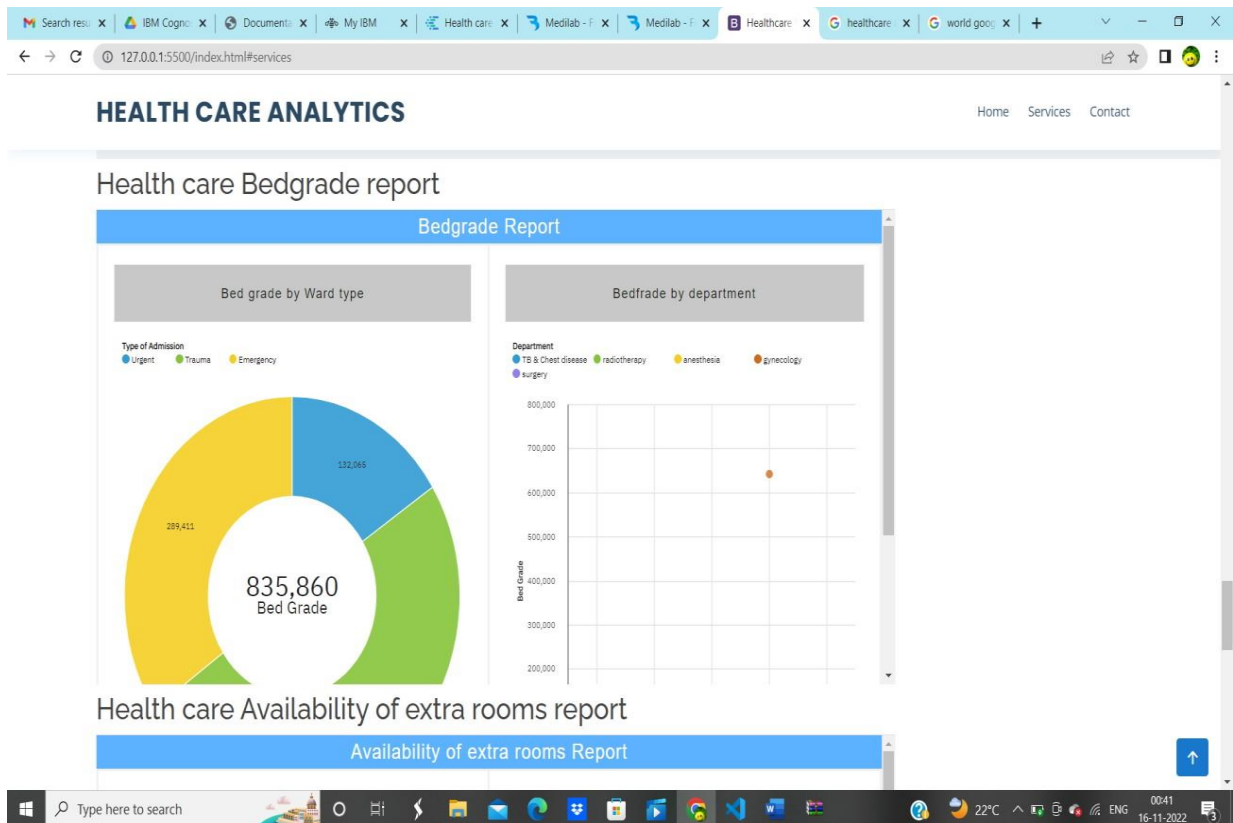 Search resu
IBM Cogno
Documenta
My IBM
Health care
Medilab - F
Medilab - F
Healthcare
healthcare
world goog
127.0.0.1:5500/index.html#services
HEALTH CARE ANALYTICS
Home Services Contact
Health care Bedgrade report
Bedgrade Report
Bed grade by Ward type
Type of Admission
Urgent Trauma Emergency
132,065
289,411
835,860
Bed Grade
Bedfrade by department
Department
TB & Chest disease radiotherapy anesthesia gynecology
surgery
800,000
700,000
600,000
500,000
400,000
300,000
200,000
Bed Grade
Health care Availability of extra rooms report
Availability of extra rooms Report
Type here to search
22°C
ENG
00:41
16-11-2022
3